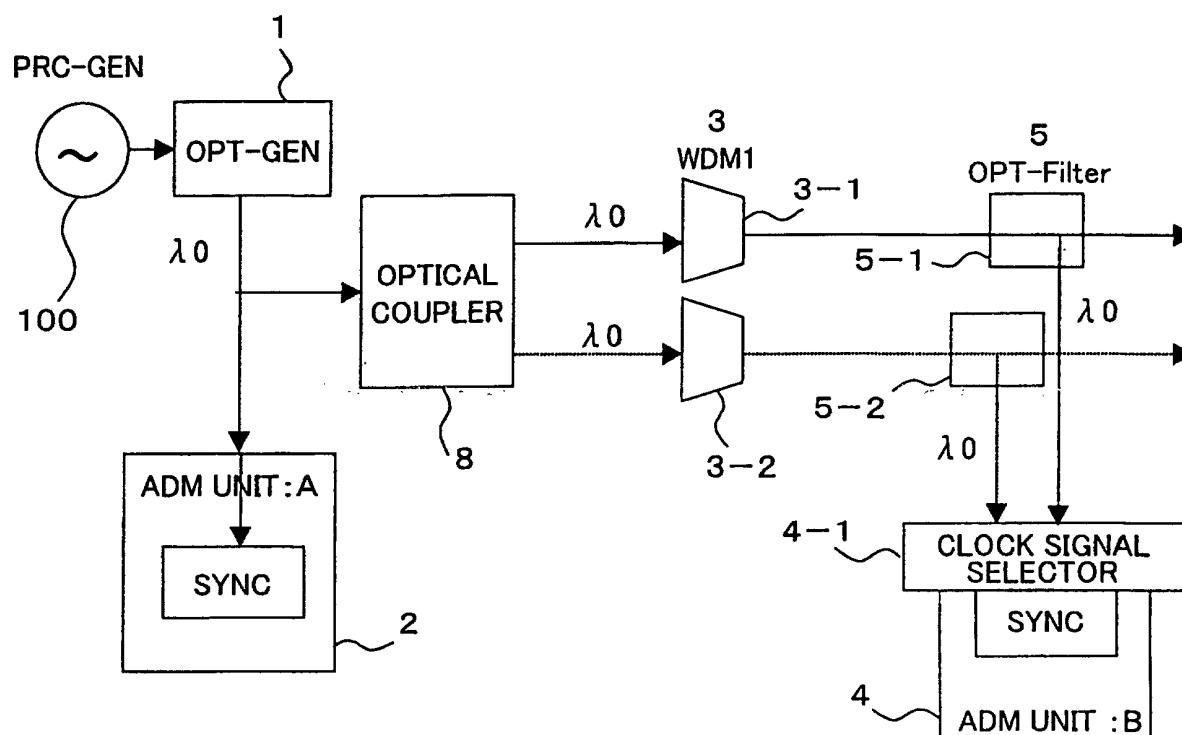 1
PRC-GEN
~
OPT-GEN
100
λ0
OPTICAL
COUPLER
8
λ0
λ0
3
WDM1
3-1
3-2
5
OPT-Filter
5-1
λ0
5-2
λ0
ADM UNIT:A
SYNC
2
4-1
CLOCK SIGNAL
SELECTOR
SYNC
4
ADM UNIT :B